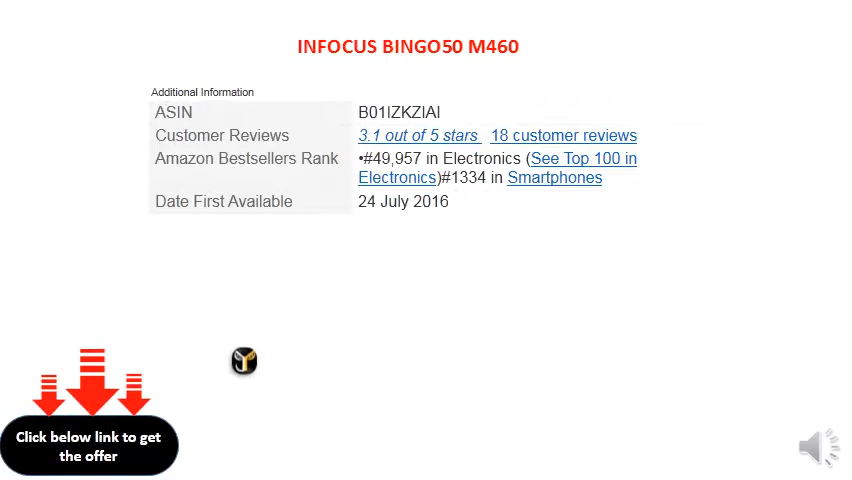 INFOCUS BINGO50 M460
Additional Information
ASIN B01IZKZIAI
Customer Reviews 3.1 out of 5 stars 18 customer reviews
Amazon Bestsellers Rank •#49,957 in Electronics (See Top 100 in
Electronics)#1334 in Smartphones
Date First Available 24 July 2016
Click below link to get
the offer